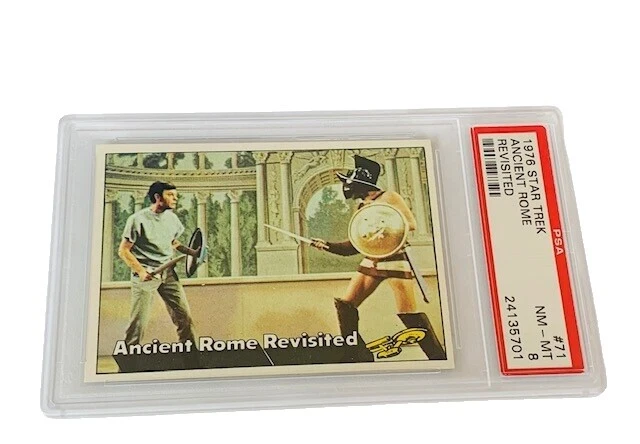 Ancient Rome Revisited
1976 STAR TREK
ANCIENT ROME
REVISITED
PSA
#71
NM-MT 8
24135701